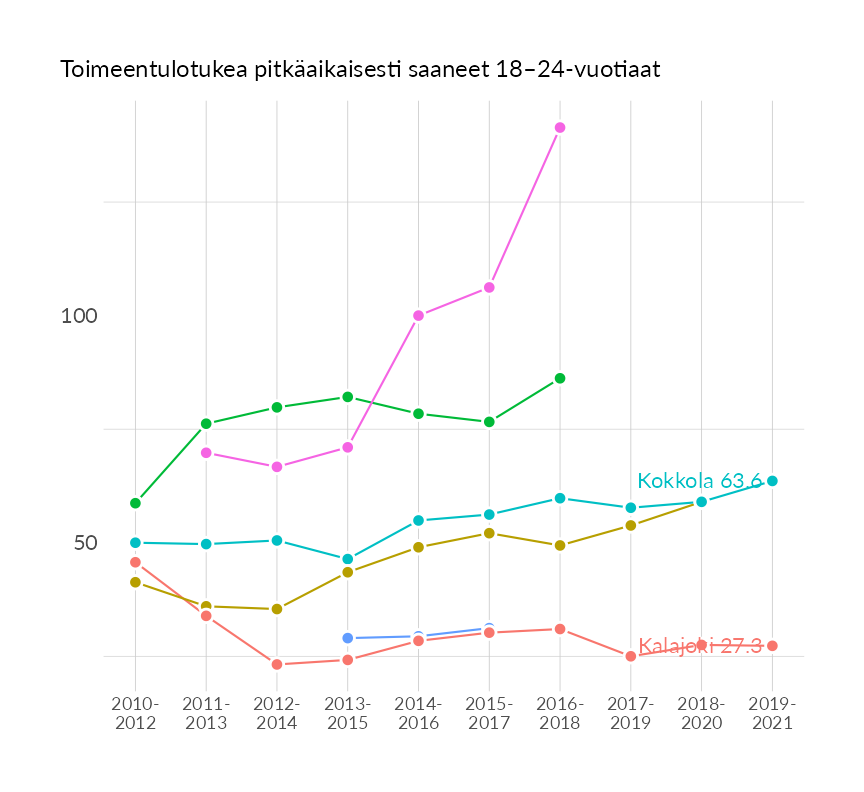 Toimeentulotukea pitkäaikaisesti saaneet 18–24-vuotiaat
100
Kokkola 63.6
50
Kalajoki 27.3
2010- 2011- 2012- 2013- 2014- 2015- 2016- 2017- 2018- 2019-
2012 2013 2014 2015 2016 2017 2018 2019 2020 2021